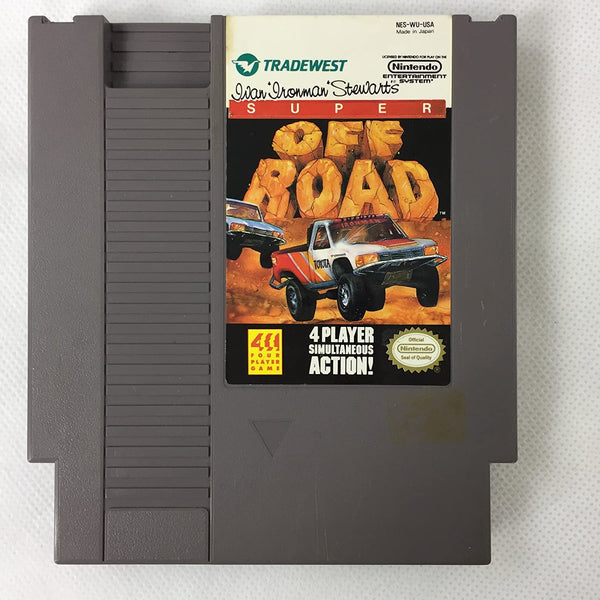 NES-WU-USA
Made in Japan
TRADEWEST
LICENSED BY NINTENDO FOR PLAY ON THE
Nintendo
ENTERTAINMENT
SYSTEM
Ivan "Ironman" Stewart's
SUPER
OFF
ROAD
TM
IRONMAN
TOYOTA
4 PLAYER
SIMULTANEOUS
ACTION!
FOUR
PLAYER
GAME
Official
Nintendo
Seal of Quality